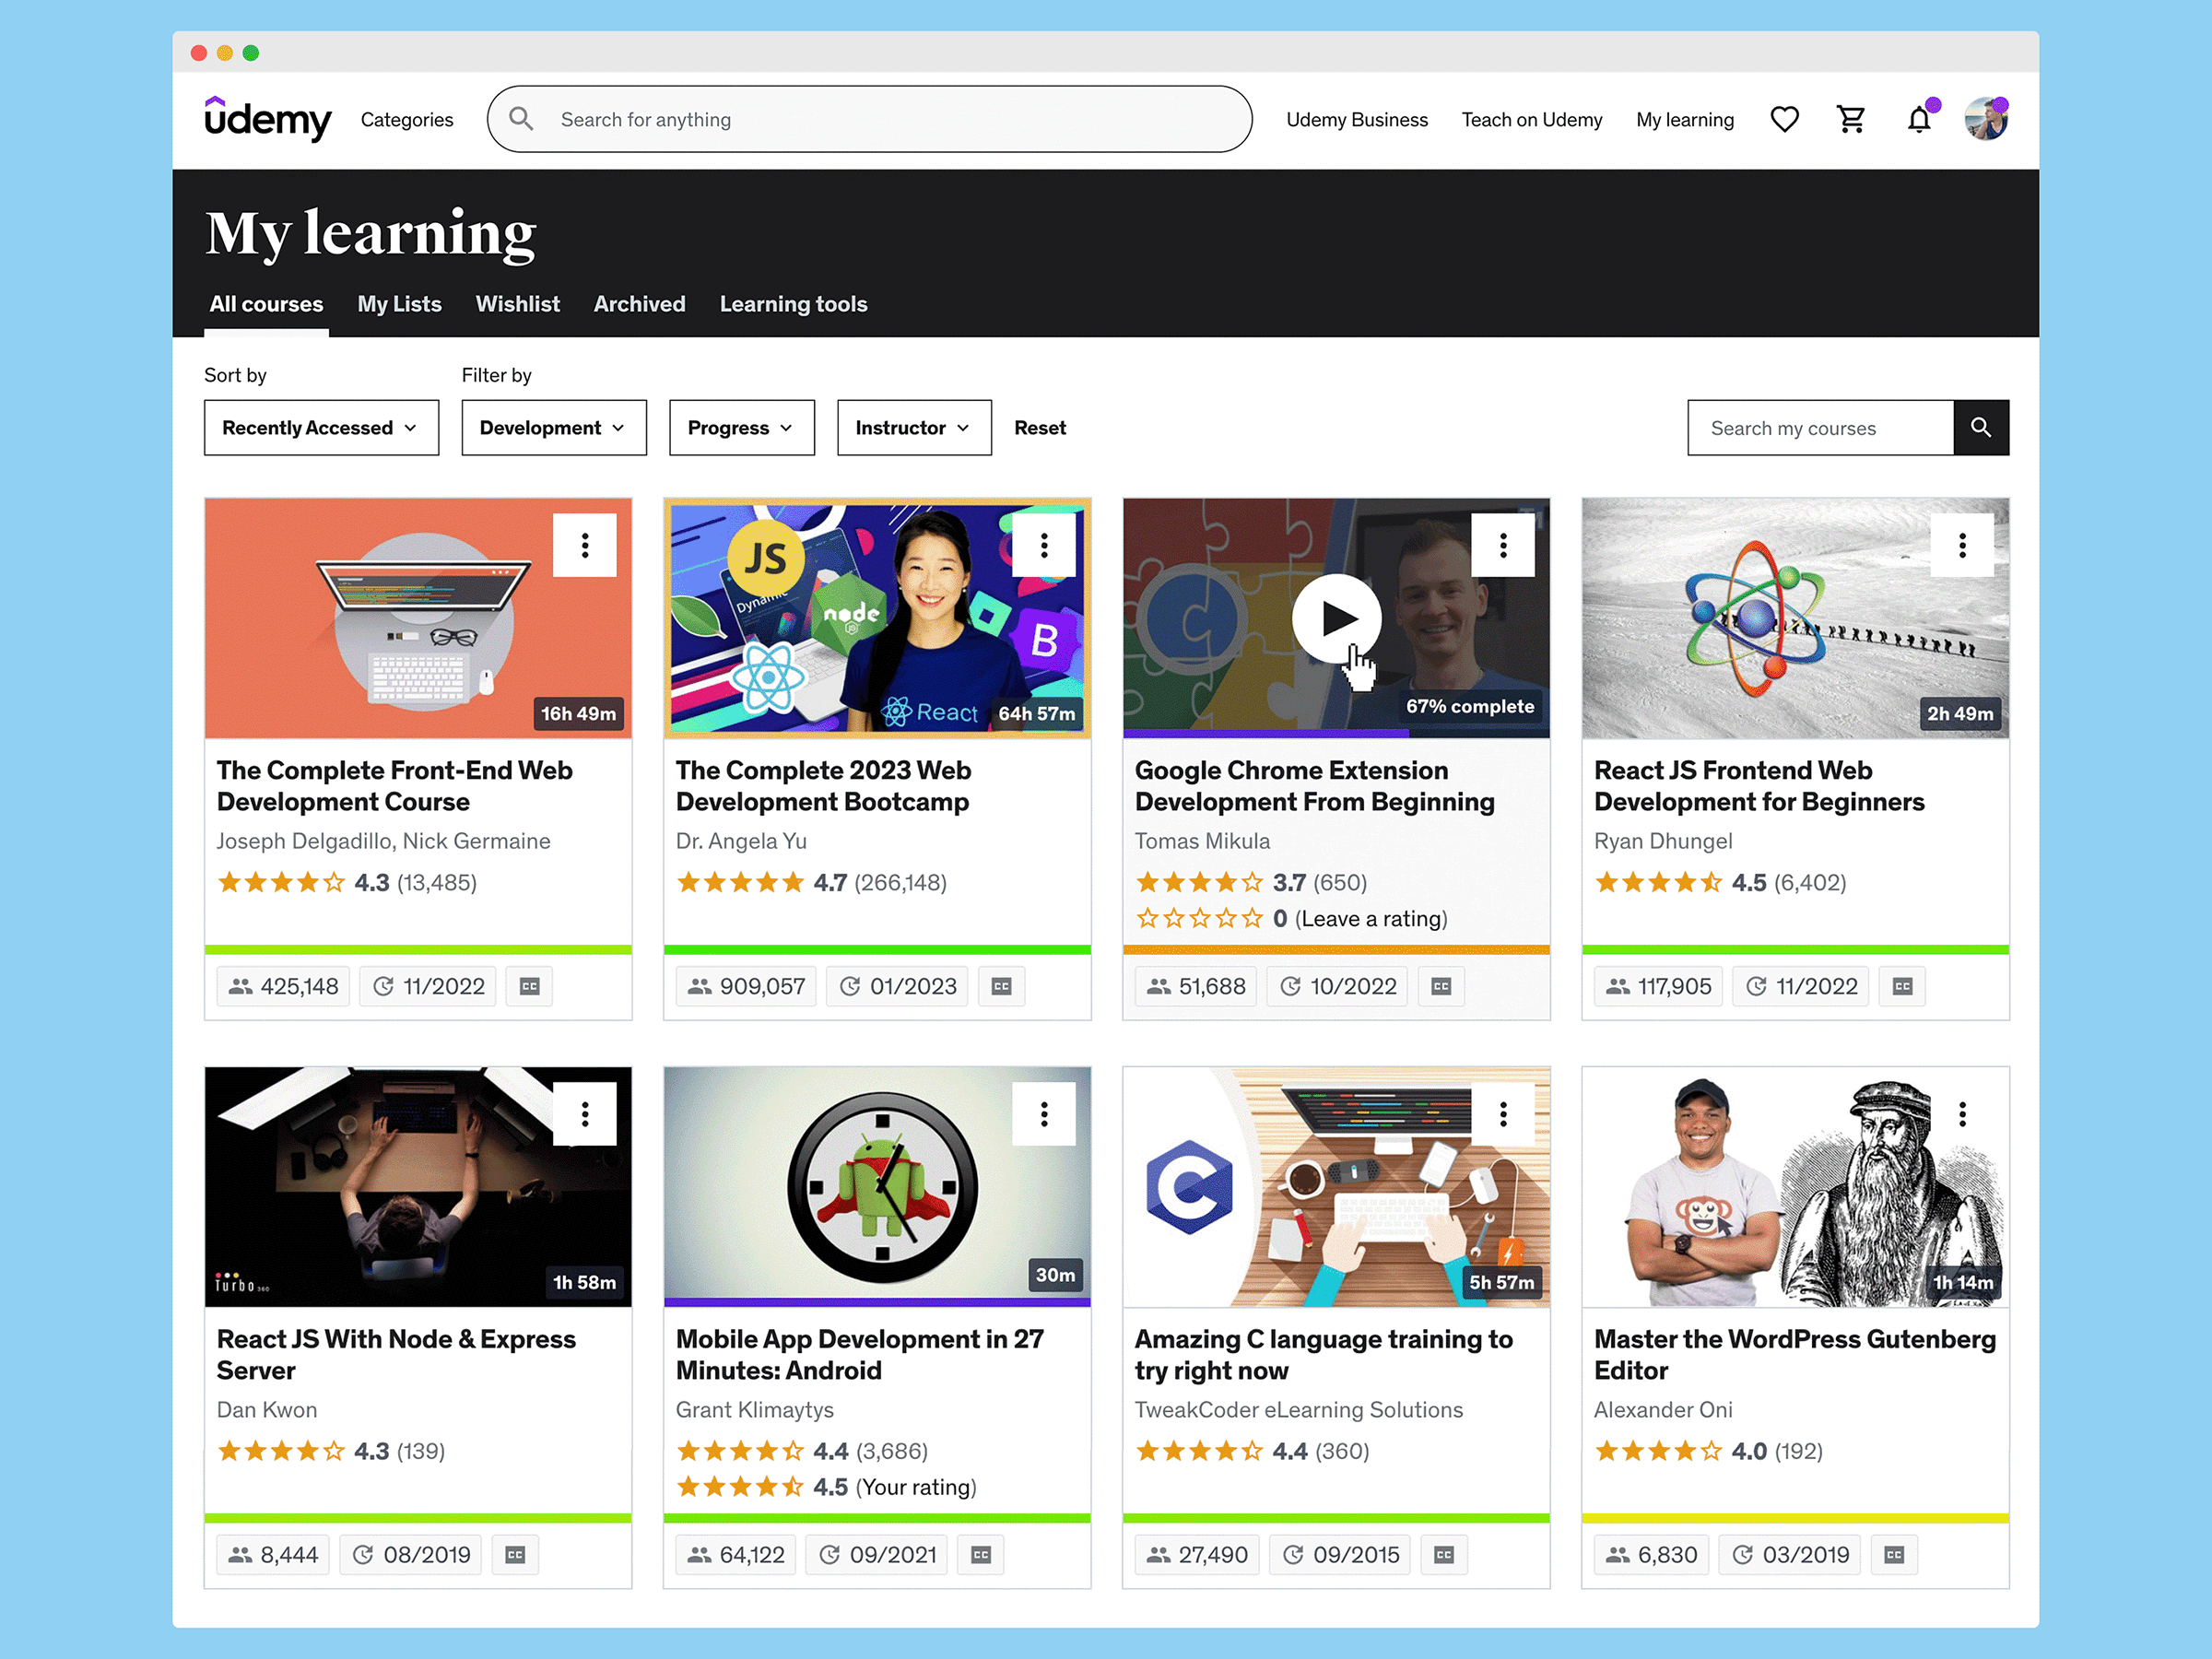 udemy
Categories
Search for anything
Udemy Business
Teach on Udemy
My learning
My learning
All courses
My Lists
Wishlist
Archived
Learning tools
Sort by
Filter by
Recently Accessed
Development
Progress
Instructor
Reset
Search my courses
16h 49m
The Complete Front-End Web
Development Course
Joseph Delgadillo, Nick Germaine
4.3 (13,485)
425,148
11/2022
CC
JS
Dynamic
node
JS
B
React
64h 57m
The Complete 2023 Web
Development Bootcamp
Dr. Angela Yu
4.7 (266,148)
909,057
01/2023
CC
C
67% complete
Google Chrome Extension
Development From Beginning
Tomas Mikula
3.7 (650)
0 (Leave a rating)
51,688
10/2022
CC
2h 49m
React JS Frontend Web
Development for Beginners
Ryan Dhungel
4.5 (6,402)
117,905
11/2022
CC
Turbo 360
1h 58m
React JS With Node & Express
Server
Dan Kwon
4.3 (139)
8,444
08/2019
CC
30m
Mobile App Development in 27
Minutes: Android
Grant Klimaytys
4.4 (3,686)
4.5 (Your rating)
64,122
09/2021
CC
C
5h 57m
Amazing C language training to
try right now
TweakCoder eLearning Solutions
4.4 (360)
27,490
09/2015
CC
1h 14m
Master the WordPress Gutenberg
Editor
Alexander Oni
4.0 (192)
6,830
03/2019
CC